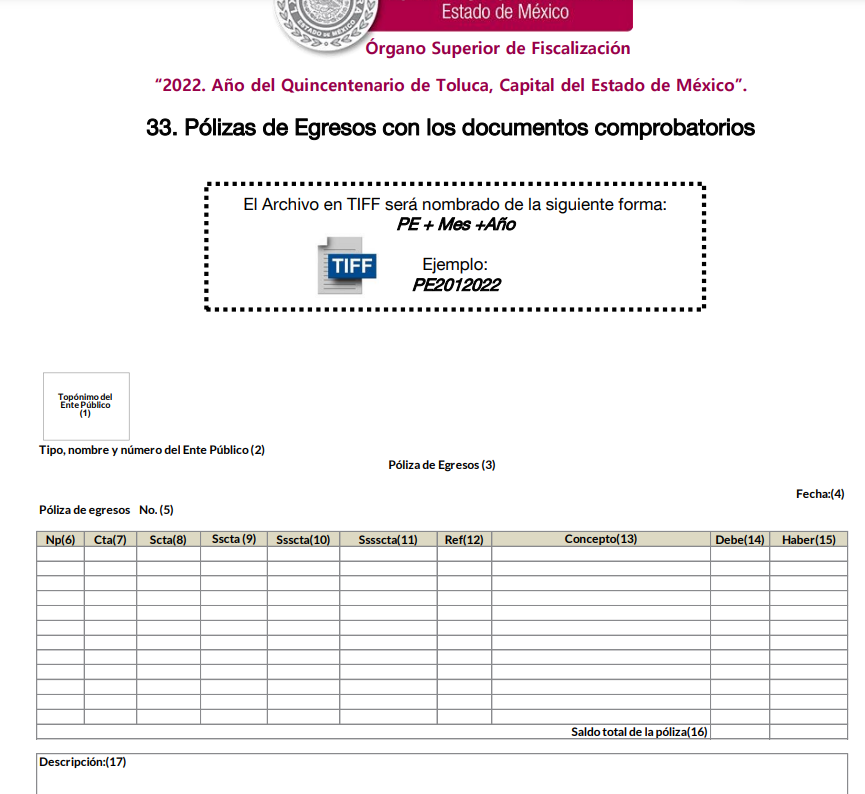 Estado de México
ESTADO DE MÉXICO
Órgano Superior de Fiscalización
“2022. Año del Quincentenario de Toluca, Capital del Estado de México”.
33. Pólizas de Egresos con los documentos comprobatorios
El Archivo en TIFF será nombrado de la siguiente forma:
PE + Mes +Año
TIFF
Ejemplo:
PE2012022
Topónimo del
Ente Público
(1)
Tipo, nombre y número del Ente Público (2)
Póliza de Egresos (3)
Fecha:(4)
Póliza de egresos No. (5)
Np(6) Cta(7) Scta(8) Sscta (9) Ssscta(10) Sssscta(11) Ref(12) Concepto(13) Debe(14) Haber(15)
Saldo total de la póliza(16)
Descripción:(17)